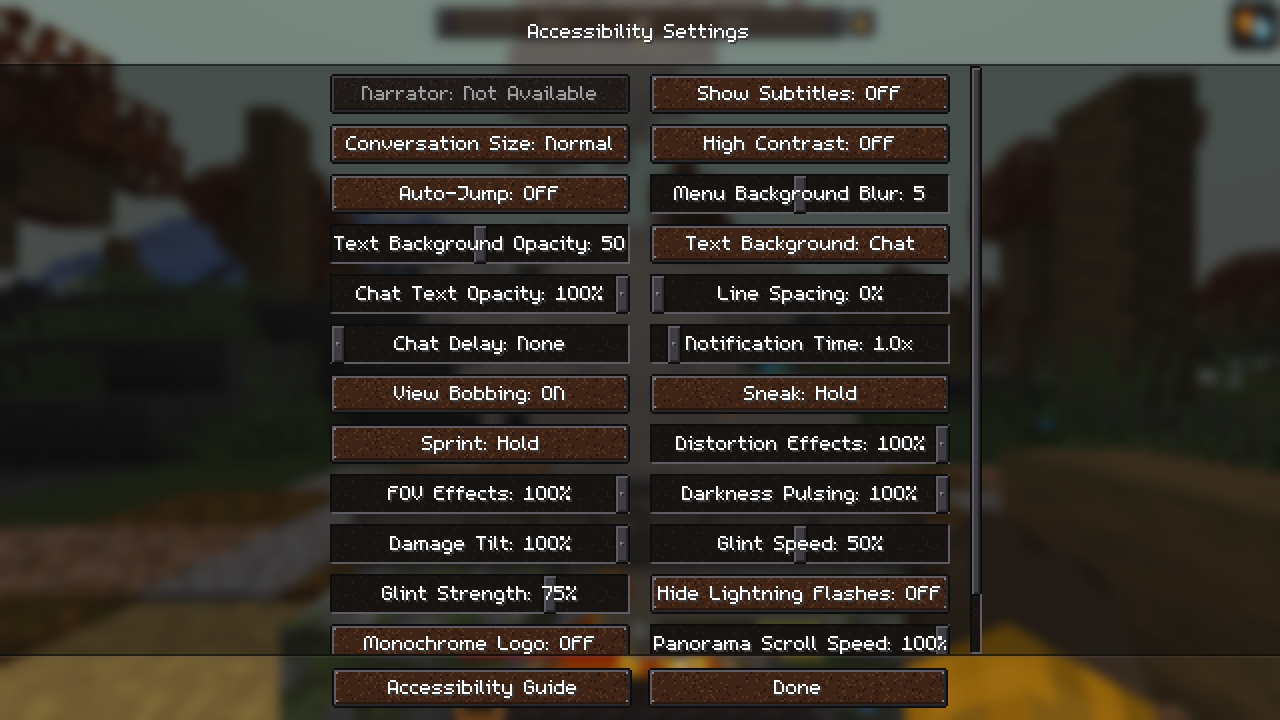 Accessibility Settings
Narrator: Not Available
Show Subtitles: OFF
Conversation Size: Normal
High Contrast: OFF
Auto-Jump: OFF
Menu Background Blur: 5
Text Background Opacity: 50
Text Background: Chat
Chat Text Opacity: 100%
Line Spacing: 0%
Chat Delay: None
Notification Time: 1.0x
View Bobbing: ON
Sneak: Hold
Sprint: Hold
Distortion Effects: 100%
FOV Effects: 100%
Darkness Pulsing: 100%
Damage Tilt: 100%
Glint Speed: 50%
Glint Strength: 75%
Hide Lightning Flashes: OFF
Monochrome Logo: OFF
Panorama Scroll Speed: 100%
Accessibility Guide
Done